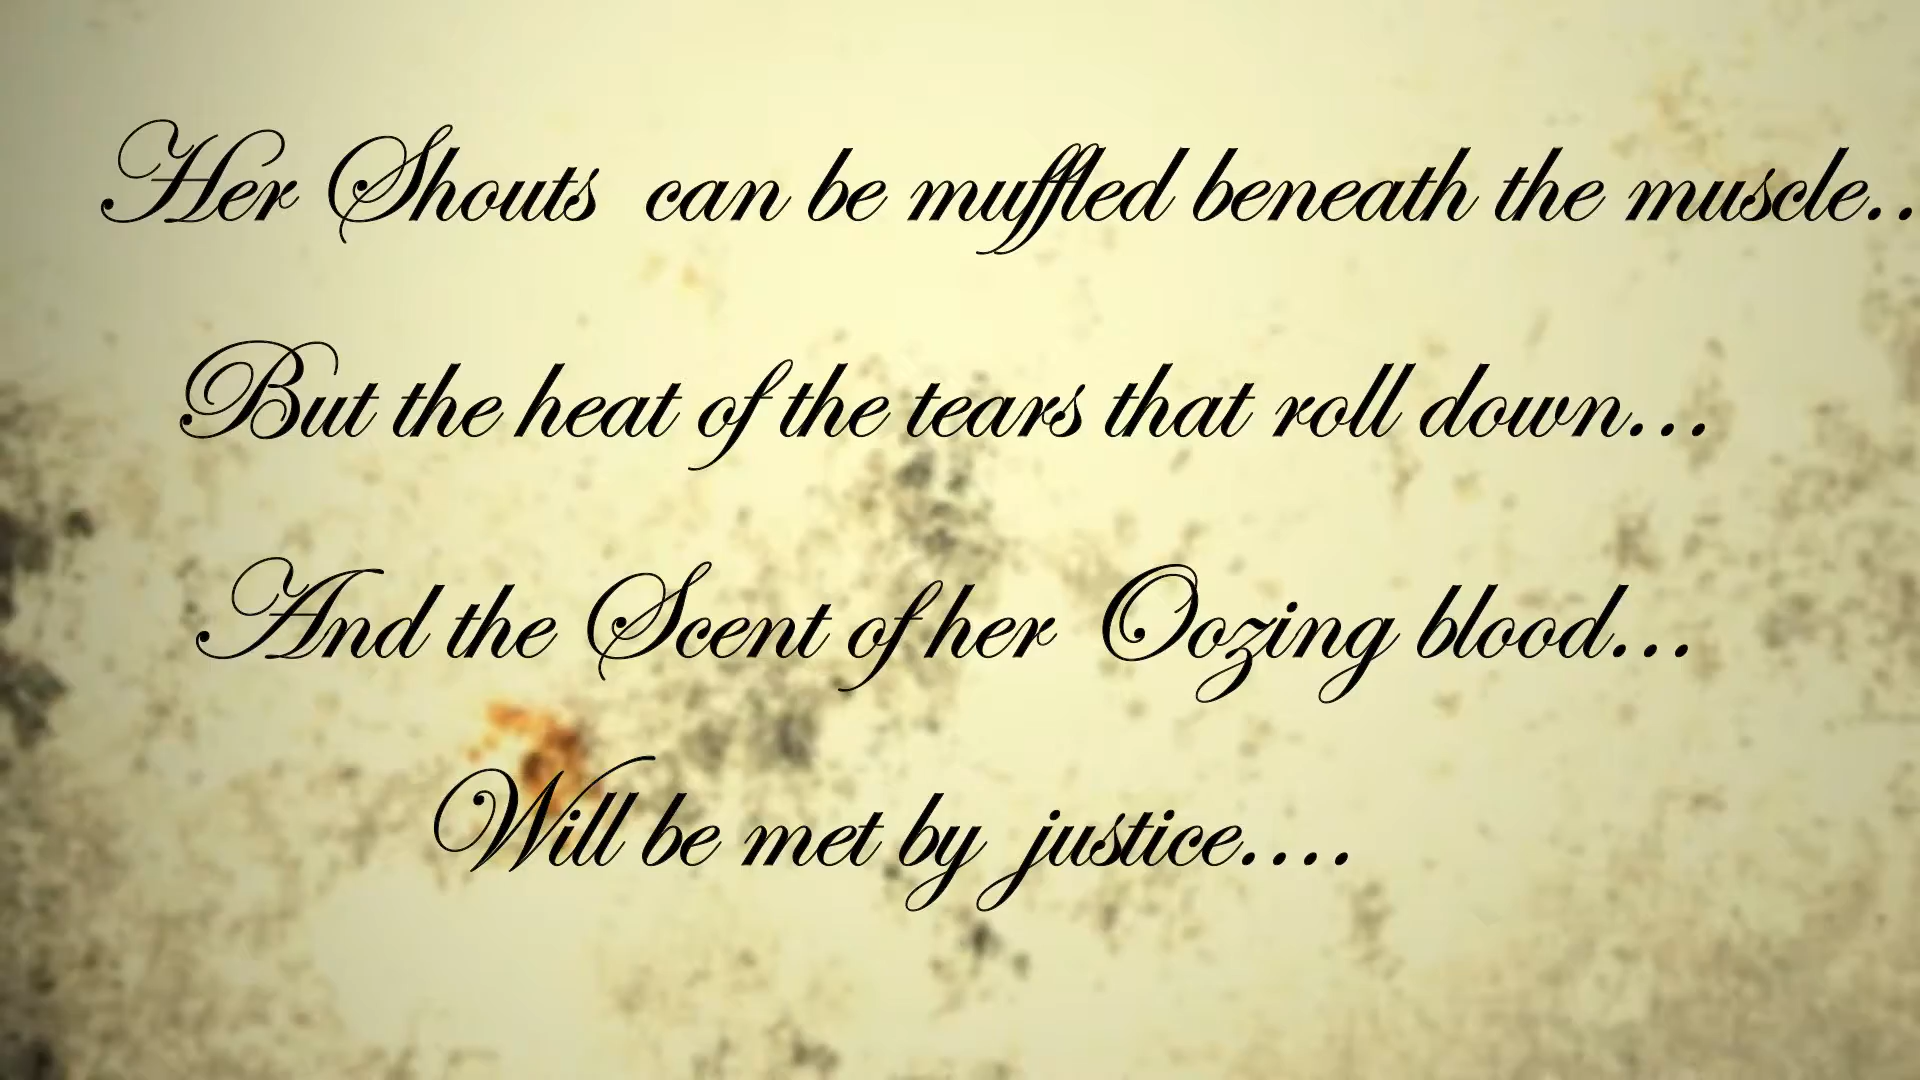 Her Shouts can be muffled beneath the muscle..
But the heat of the tears that roll down...
And the Scent of her Oozing blood...
Will be met by justice....